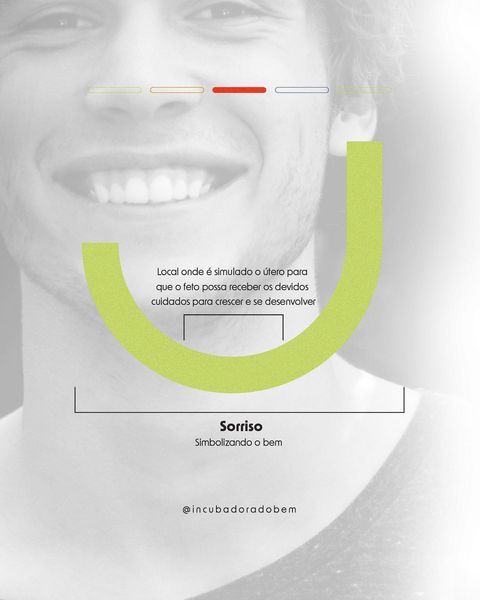 Local onde é simulado o útero para
que o feto possa receber os devidos
cuidados para crescer e se desenvolver
Sorriso
Simbolizando o bem
@incubadoradobem